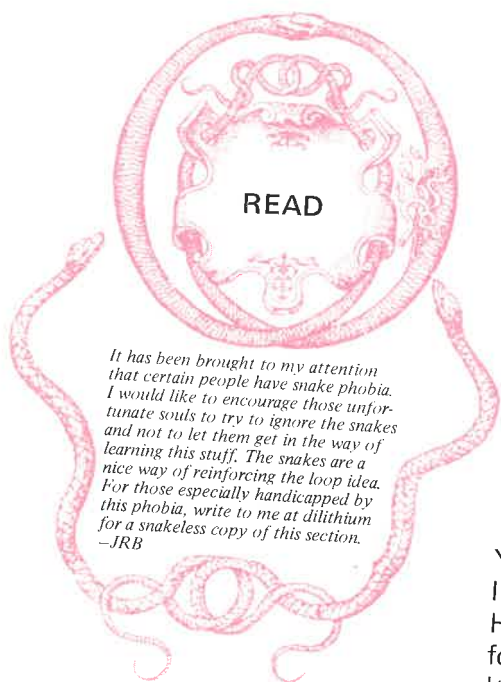 READ
It has been brought to my attention
that certain people have snake phobia.
I would like to encourage those unfor-
tunate souls to try to ignore the snakes
and not to let them get in the way of
learning this stuff. The snakes are a
nice way of reinforcing the loop idea.
For those especially handicapped by
this phobia, write to me at dilithium
for a snakeless copy of this section.
–JRB